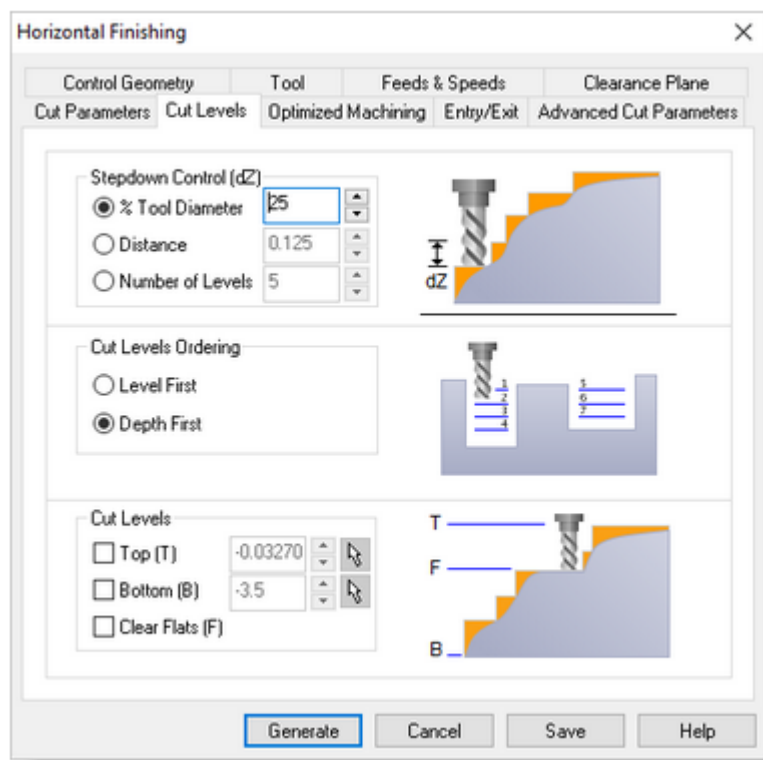 Horizontal Finishing
Control Geometry Tool Feeds & Speeds Clearance Plane
Cut Parameters Cut Levels Optimized Machining Entry/Exit Advanced Cut Parameters
Stepdown Control (dZ)
% Tool Diameter 25
Distance 0.125
Number of Levels 5
dZ
Cut Levels Ordering
Level First
Depth First
1 5
2 6
3 7
4
Cut Levels
Top (T) -0.03270
Bottom (B) -3.5
Clear Flats (F)
T
F
B
Generate Cancel Save Help